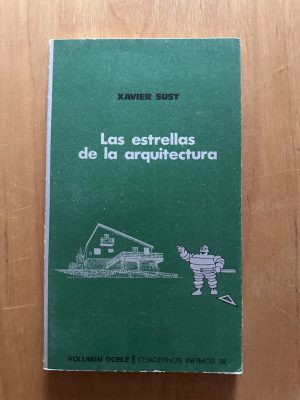 XAVIER SUST
Las estrellas
de la arquitectura
VOLUMEN DOBLE || CUADERNOS INFIMOS 58